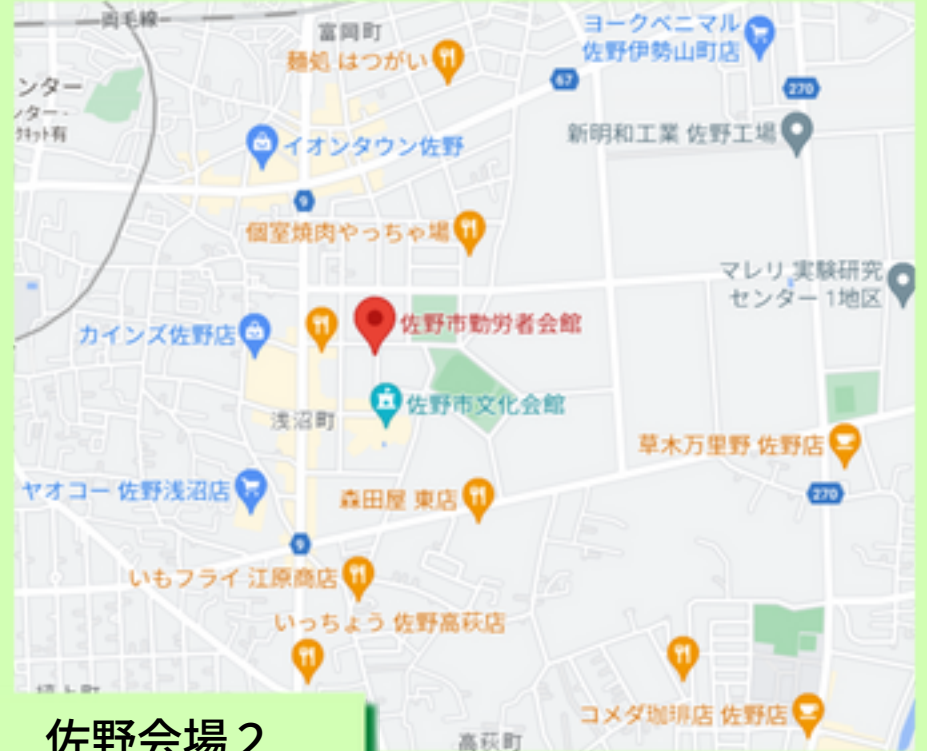 両毛線
富岡町
ヨークベニマル
佐野伊勢山町店
麺処 はつがい
67
270
ンター
ンター・
新明和工業 佐野工場
イオンタウン佐野
9
個室焼肉やっちゃ場
マレリ 実験研究
センター 1地区
佐野市勤労者会館
カインズ佐野店
佐野市文化会館
浅沼町
草木万里野 佐野店
ヤオコー 佐野浅沼店
森田屋 東店
270
9
いもフライ 江原商店
いっちょう 佐野高萩店
コメダ珈琲店 佐野店
佐野会場2
高萩町